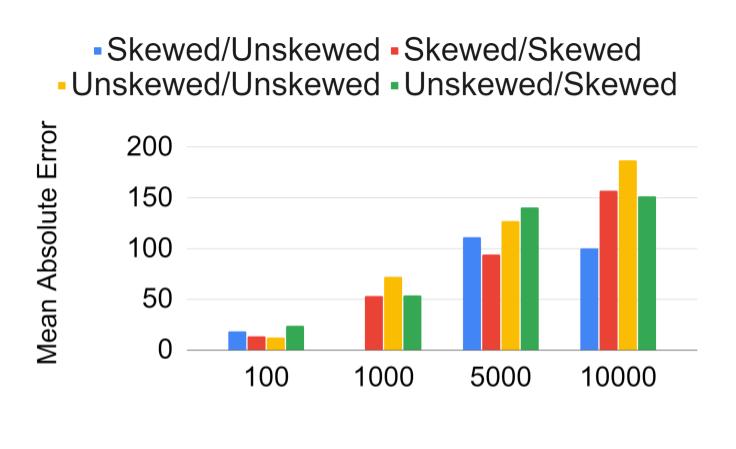 Skewed/Unskewed Skewed/Skewed
Unskewed/Unskewed Unskewed/Skewed
Mean Absolute Error
200
150
100
50
0
100 1000 5000 10000